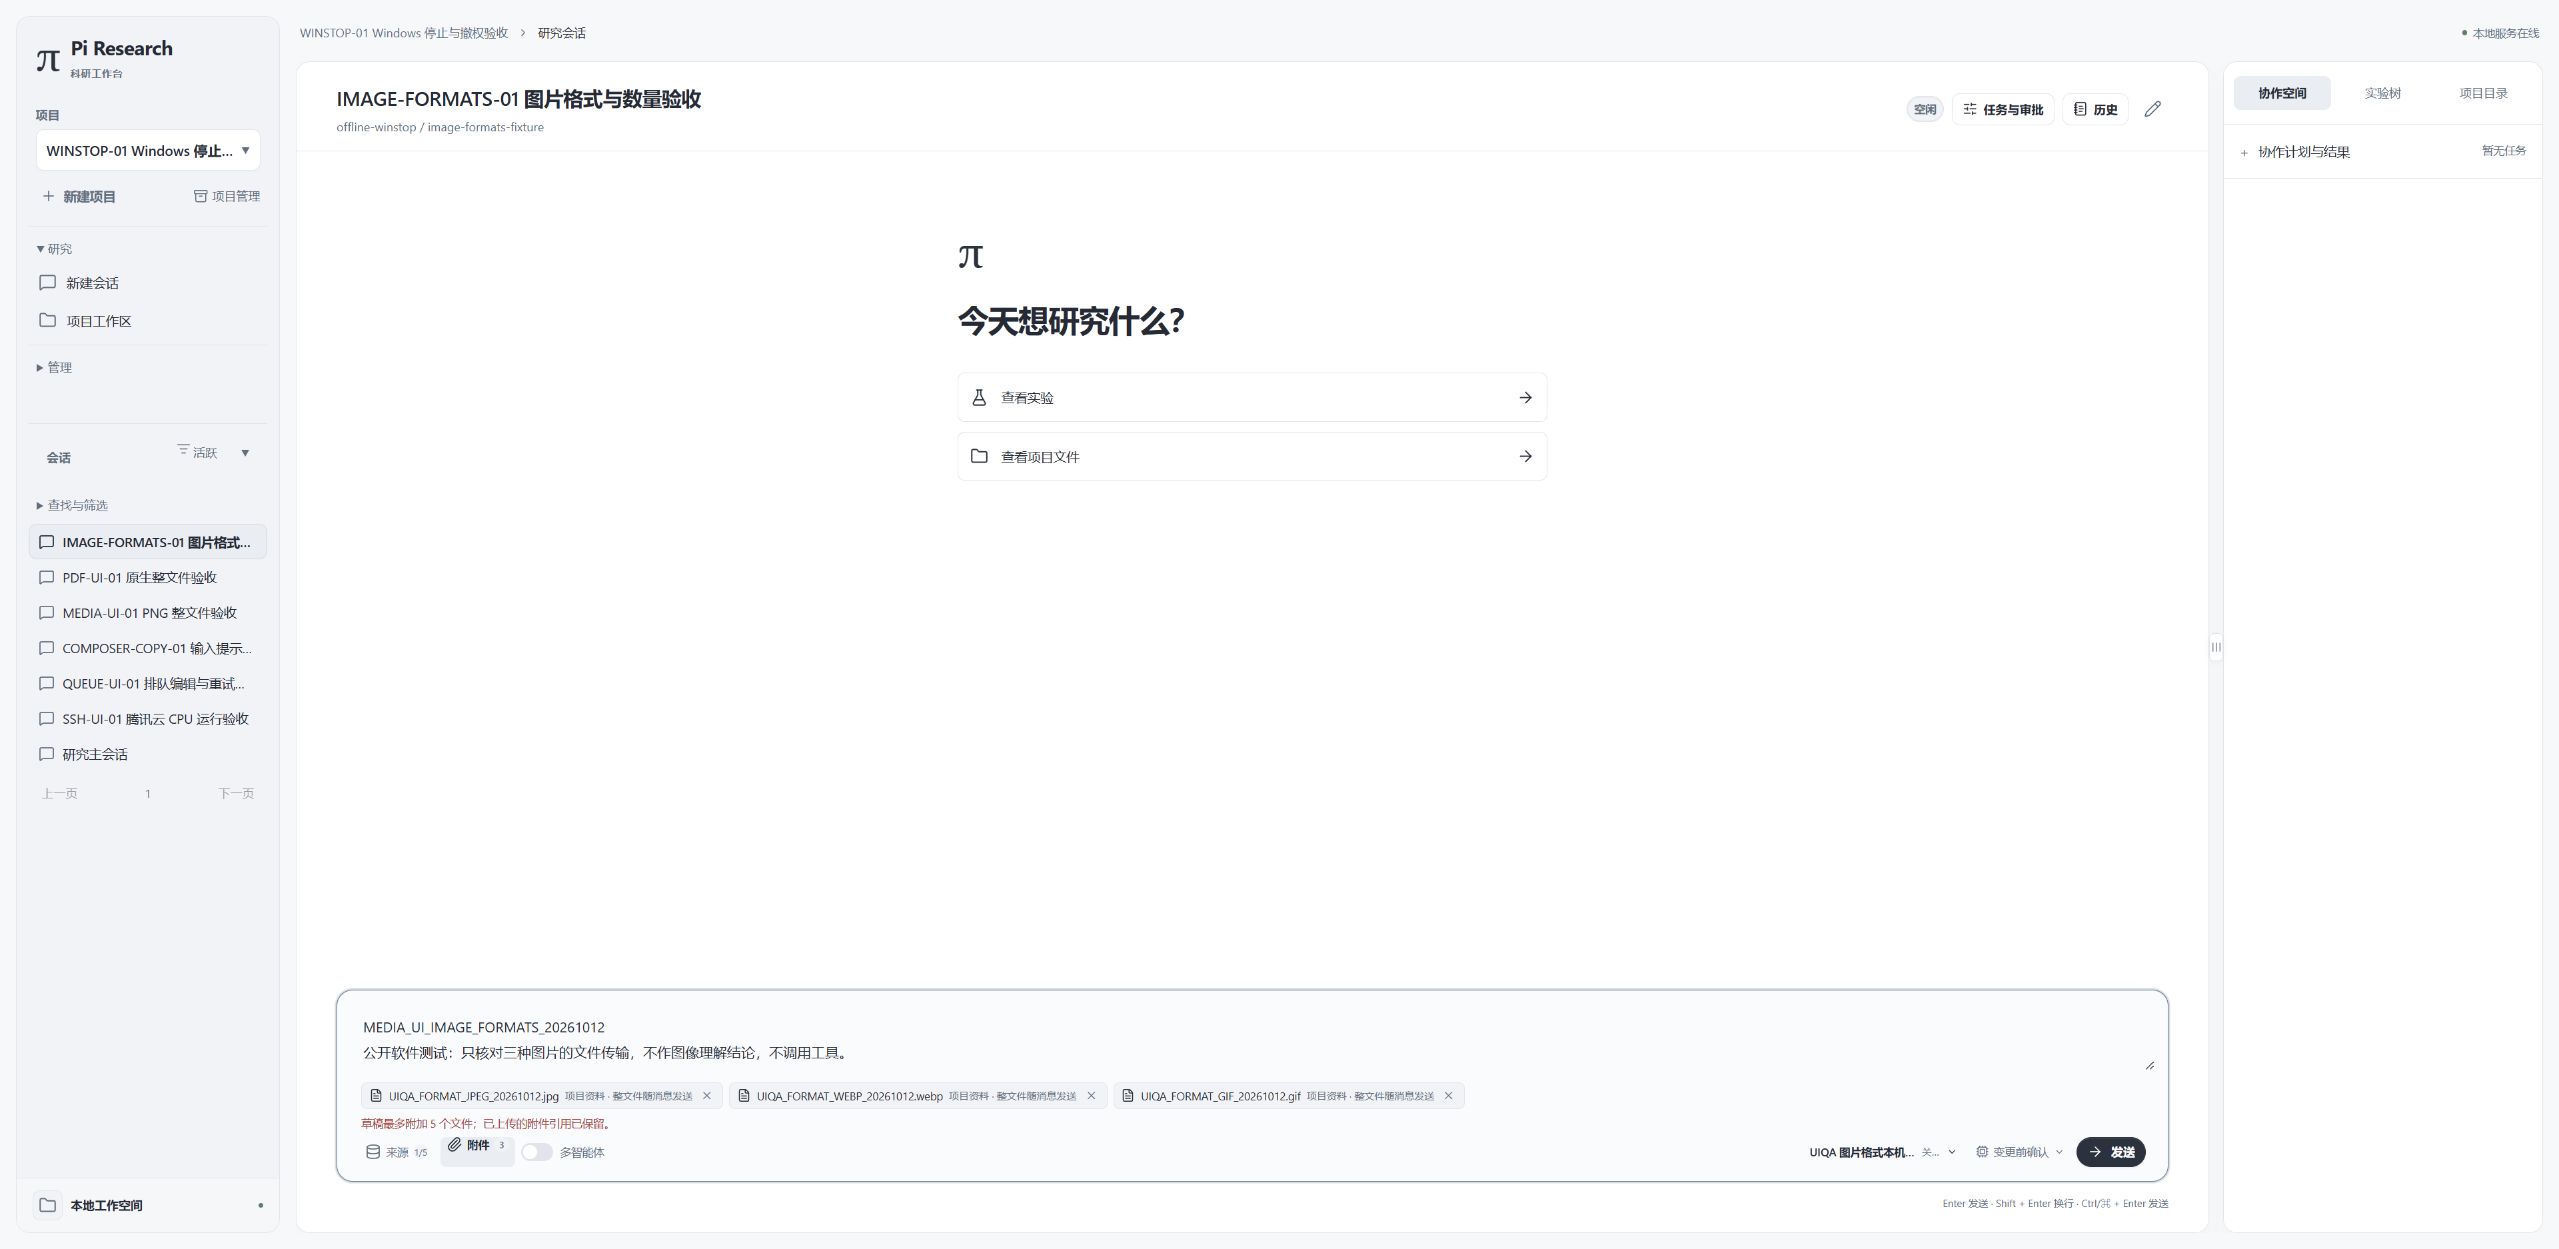 Pi Research
科研工作台
项目
WINSTOP-01 Windows 停止...
新建项目
项目管理
研究
新建会话
项目工作区
管理
会话
活跃
查找与筛选
IMAGE-FORMATS-01 图片格式...
PDF-UI-01 原生整文件验收
MEDIA-UI-01 PNG 整文件验收
COMPOSER-COPY-01 输入提示...
QUEUE-UI-01 排队编辑与重试...
SSH-UI-01 腾讯云 CPU 运行验收
研究主会话
上一页 1 下一页
本地工作空间
WINSTOP-01 Windows 停止与撤权验收 › 研究会话
本地服务在线
IMAGE-FORMATS-01 图片格式与数量验收
offline-winstop / image-formats-fixture
空闲
任务与审批
历史
π
今天想研究什么?
查看实验
查看项目文件
MEDIA_UI_IMAGE_FORMATS_20261012
公开软件测试：只核对三种图片的文件传输，不作图像理解结论，不调用工具。
UIQA_FORMAT_JPEG_20261012.jpg 项目资料 · 整文件随消息发送
UIQA_FORMAT_WEBP_20261012.webp 项目资料 · 整文件随消息发送
UIQA_FORMAT_GIF_20261012.gif 项目资料 · 整文件随消息发送
草稿最多附加 5 个文件；已上传的附件引用已保留。
来源 1/5
附件 3
多智能体
UIQA 图片格式本机... 关...
变更前确认
发送
Enter 发送 · Shift + Enter 换行 · Ctrl/⌘ + Enter 发送
协作空间
实验树
项目目录
+ 协作计划与结果
暂无任务